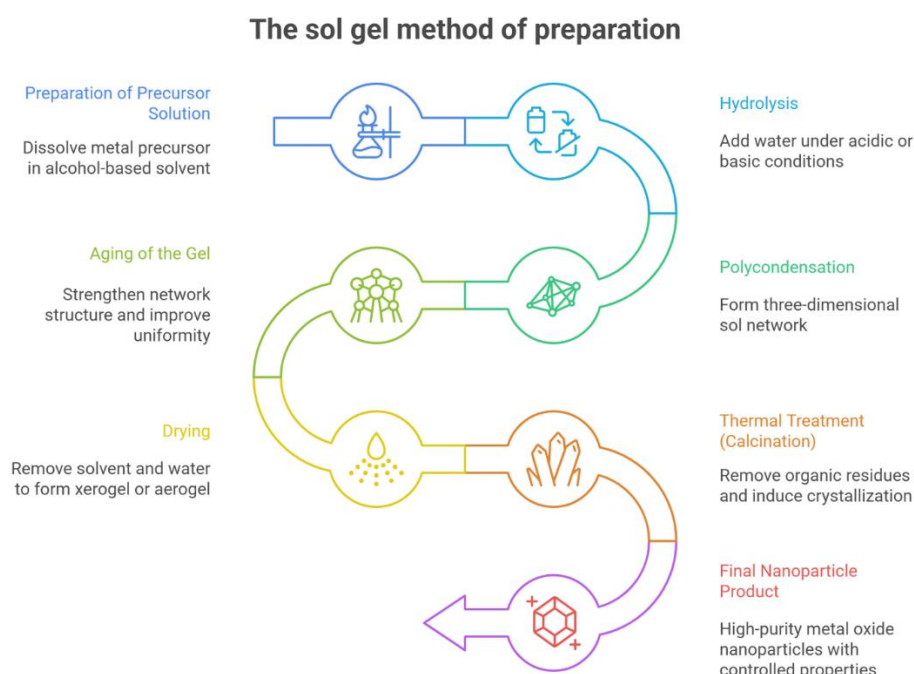 The sol gel method of preparation
Preparation of Precursor
Solution
Dissolve metal precursor
in alcohol-based solvent
Hydrolysis
Add water under acidic or
basic conditions
Polycondensation
Form three-dimensional
sol network
Aging of the Gel
Strengthen network
structure and improve
uniformity
Drying
Remove solvent and water
to form xerogel or aerogel
Thermal Treatment
(Calcination)
Remove organic residues
and induce crystallization
Final Nanoparticle
Product
High-purity metal oxide
nanoparticles with
controlled properties